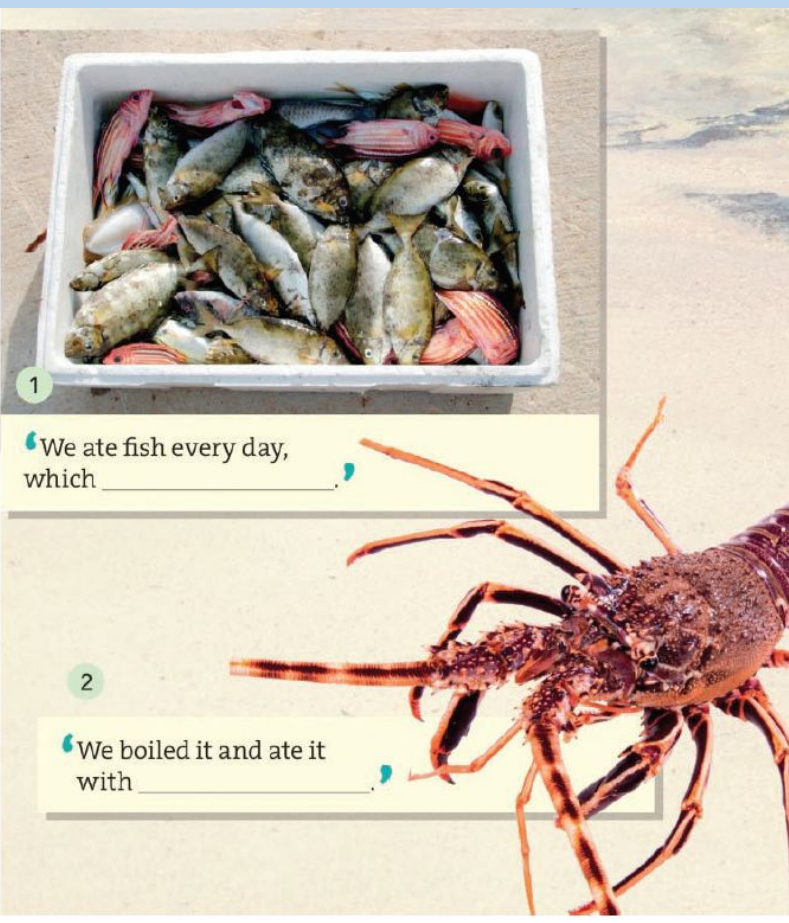 1
‘We ate fish every day,
which ____________________.’
2
‘We boiled it and ate it
with ____________________.’